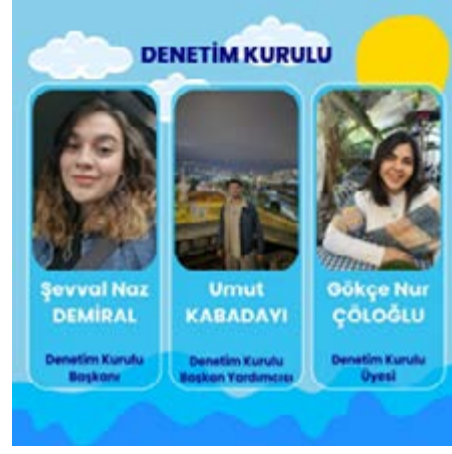 DENETİM KURULU
Şevval Naz
DEMİRAL
Denetim Kurulu
Başkanı
Umut
KABADAYI
Denetim Kurulu
Başkan Yardımcısı
Gökçe Nur
ÇÖLOĞLU
Denetim Kurulu
Üyesi